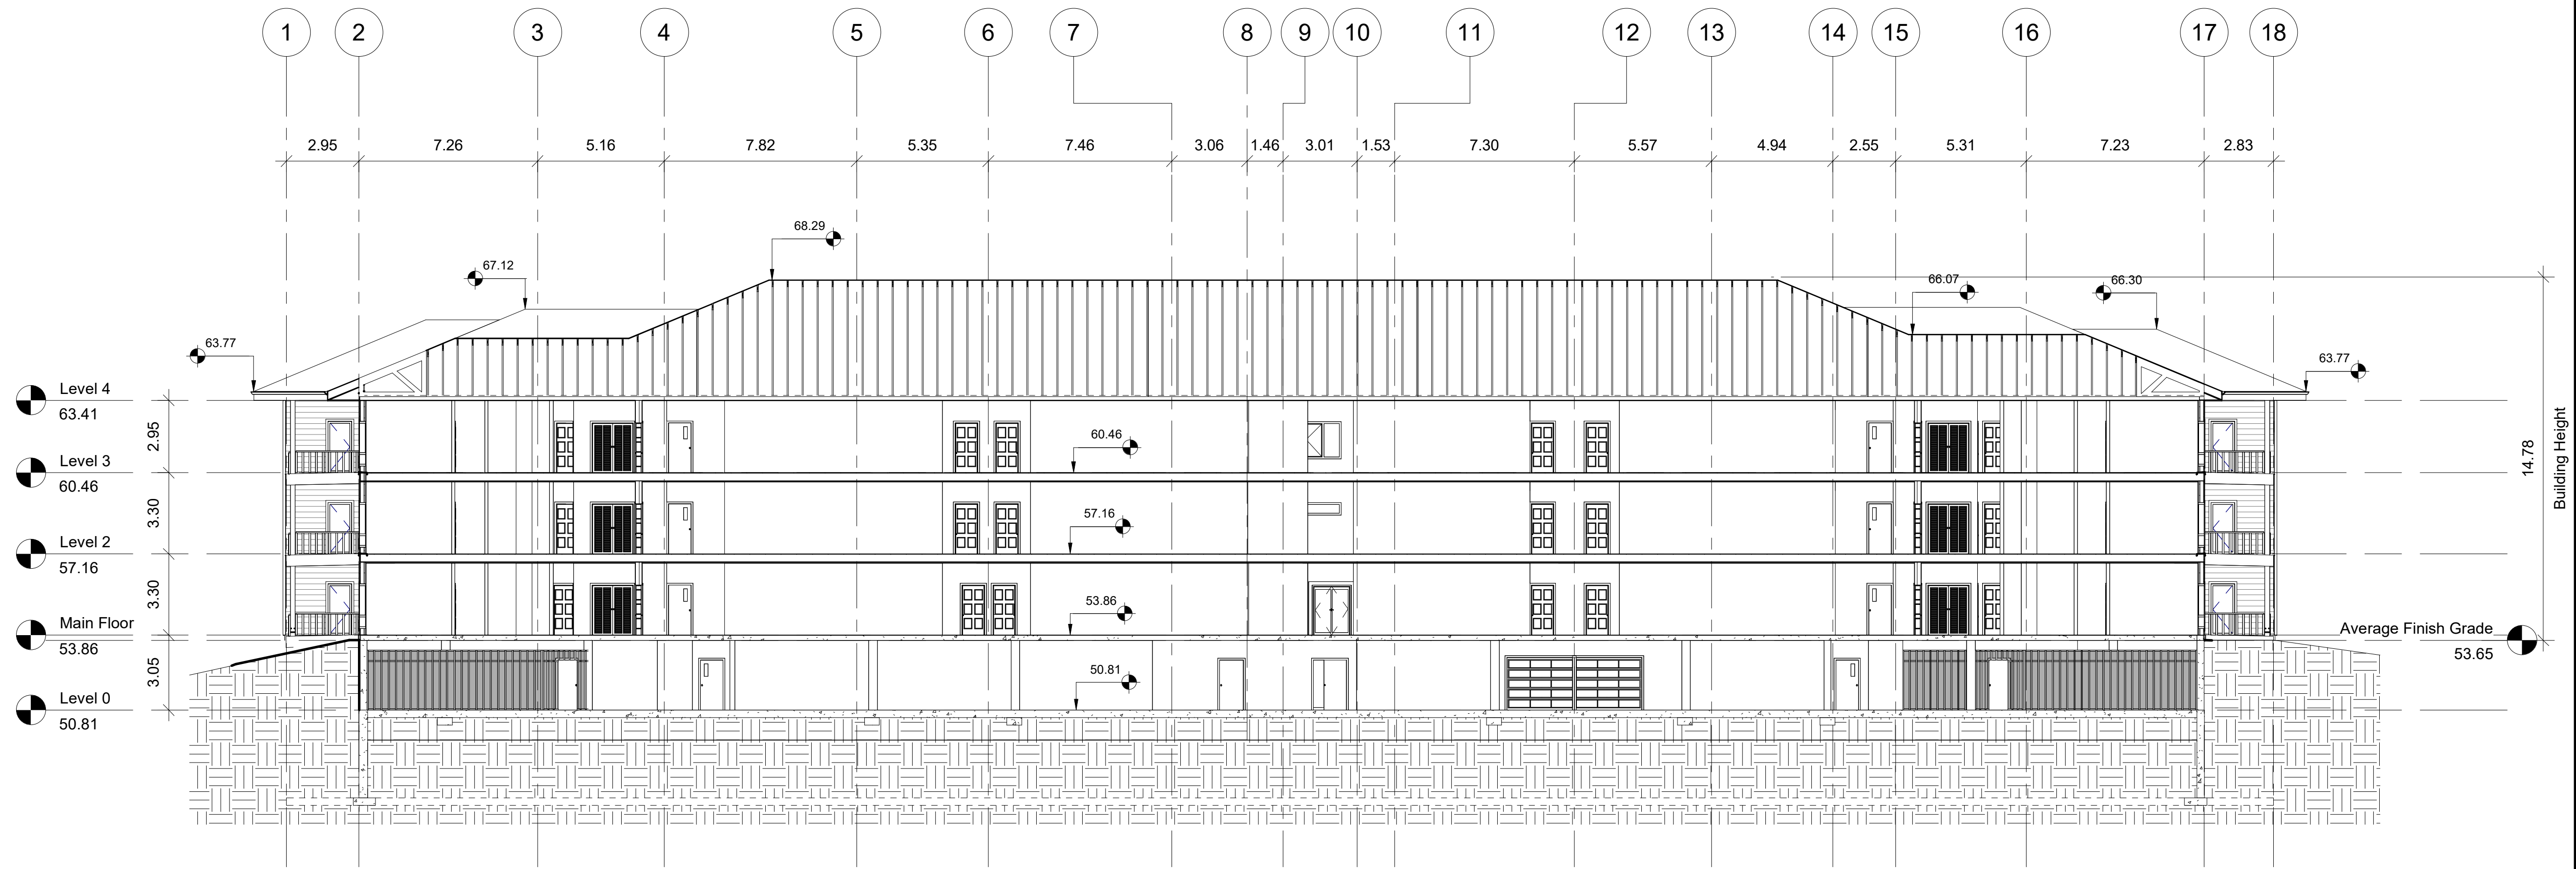 1 2 3 4 5 6 7 8 9 10 11 12 13 14 15 16 17 18
2.95 7.26 5.16 7.82 5.35 7.46 3.06 1.46 3.01 1.53 7.30 5.57 4.94 2.55 5.31 7.23 2.83
68.29
67.12
66.07
66.30
63.77
63.77
Level 4
63.41
2.95
60.46
Level 3
60.46
14.78
Building Height
3.30
57.16
Level 2
57.16
3.30
53.86
Main Floor
53.86
Average Finish Grade
53.65
3.05
50.81
Level 0
50.81